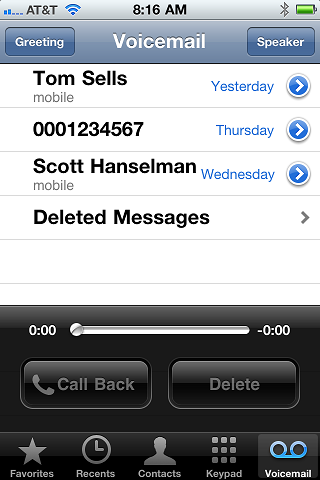 AT&T 8:16 AM
Greeting Voicemail Speaker
Tom Sells
mobile
Yesterday
0001234567
Thursday
Scott Hanselman
mobile
Wednesday
Deleted Messages
0:00 -0:00
Call Back Delete
Favorites Recents Contacts Keypad Voicemail